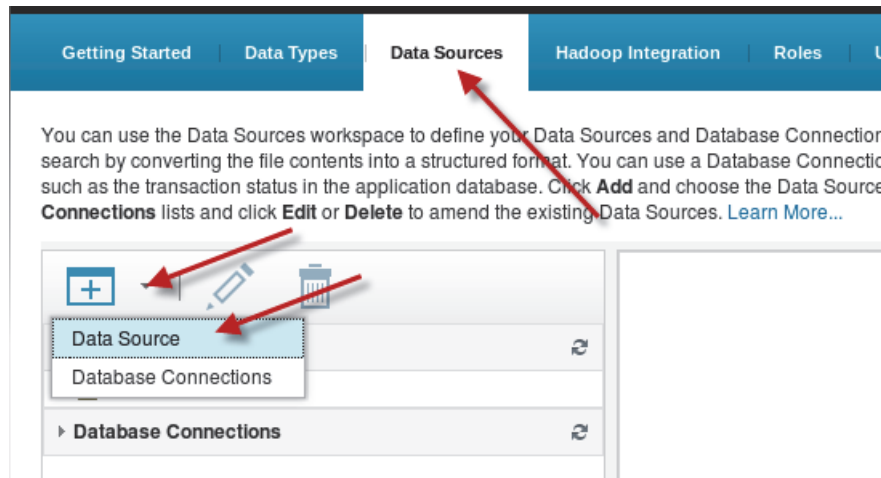 Getting Started Data Types Data Sources Hadoop Integration Roles
You can use the Data Sources workspace to define your Data Sources and Database Connection
search by converting the file contents into a structured format. You can use a Database Connectio
such as the transaction status in the application database. Click Add and choose the Data Source
Connections lists and click Edit or Delete to amend the existing Data Sources. Learn More...
Data Source
Database Connections
Database Connections